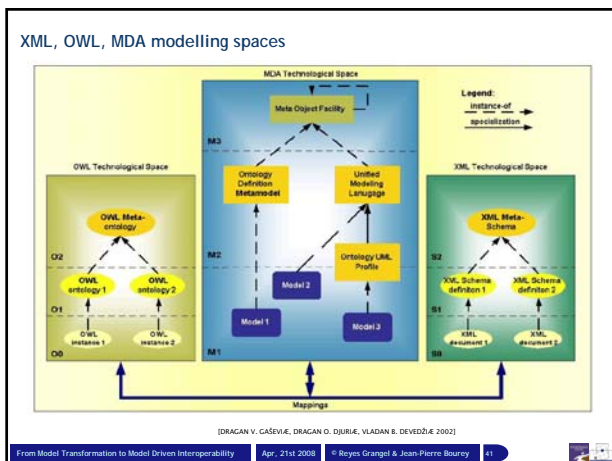 XML, OWL, MDA modelling spaces
MDA Technological Space
Meta Object Facility
Legend:
instance-of
specialization
M3
OWL Technological Space
XML Technological Space
Ontology
Definition
Metamodel
Unified
Modeling
Lanugage
OWL Meta-
ontology
XML Meta-
Schema
O2
M2
S2
Ontology UML
Profile
OWL
ontology 1
OWL
ontology 2
Model 2
XML Schema
definiton 1
XML Schema
definiton 2
O1
S1
Model 1
Model 3
OWL
instance 1
OWL
instance 2
XML
document 1
XML
document 2
O0
M1
S0
Mappings
[DRAGAN V. GAŠEVIÆ, DRAGAN O. DJURIÆ, VLADAN B. DEVEDŽIÆ 2002]
From Model Transformation to Model Driven Interoperability
Apr, 21st 2008
© Reyes Grangel & Jean-Pierre Bourey
41